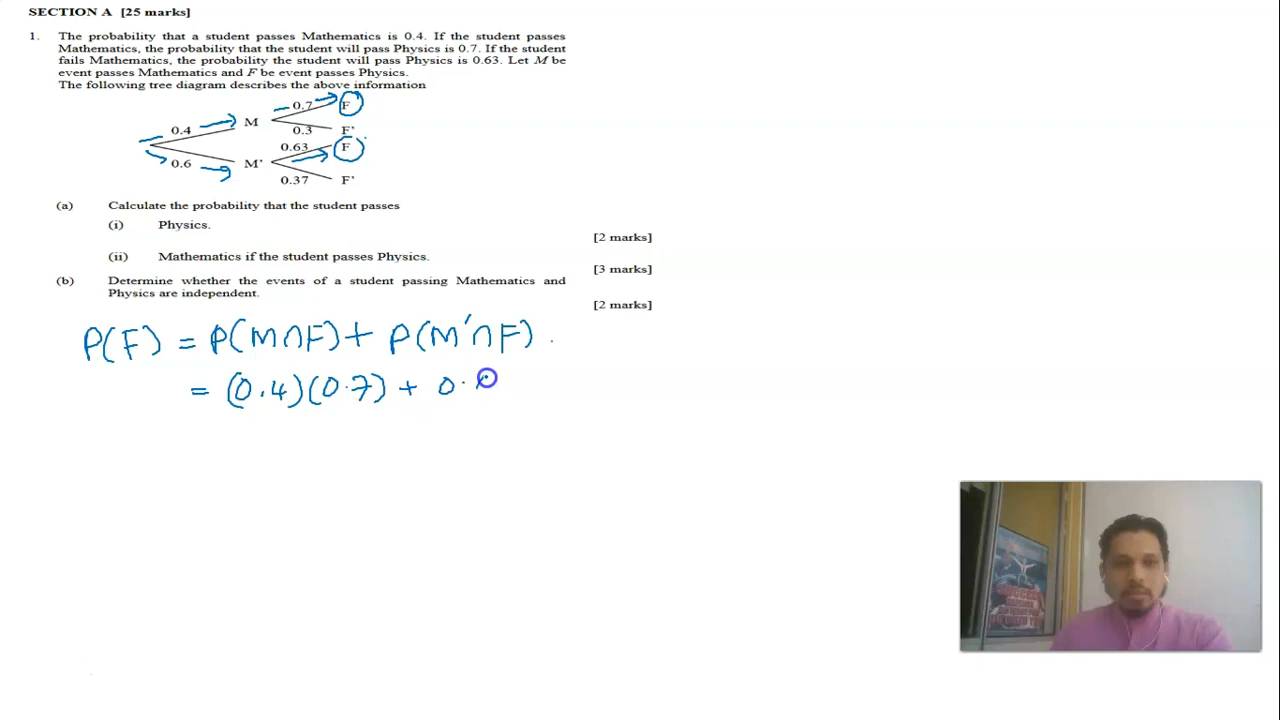 SECTION A [25 marks]
1. The probability that a student passes Mathematics is 0.4. If the student passes
Mathematics, the probability that the student will pass Physics is 0.7. If the student
fails Mathematics, the probability the student will pass Physics is 0.63. Let M be
event passes Mathematics and F be event passes Physics.
The following tree diagram describes the above information
0.7 F
0.4 M
0.3 F'
0.63 F
0.6 M'
0.37 F'
(a) Calculate the probability that the student passes
(i) Physics.
[2 marks]
(ii) Mathematics if the student passes Physics.
[3 marks]
(b) Determine whether the events of a student passing Mathematics and
Physics are independent.
[2 marks]
P(F) = P(M∩F) + P(M'∩F).
= (0.4)(0.7) + 0.